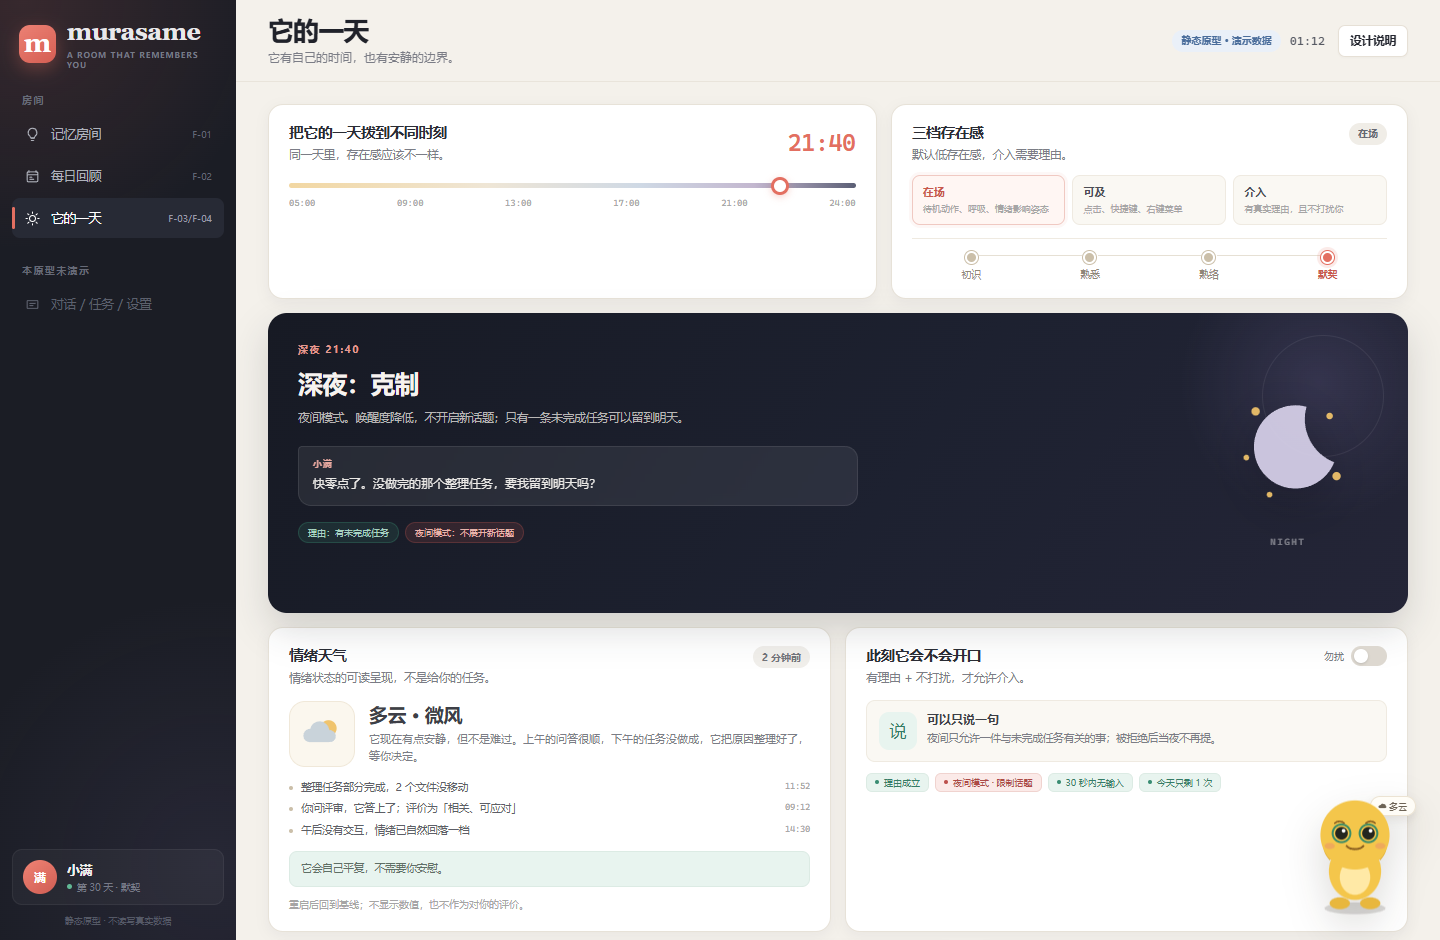 m
murasame
A ROOM THAT REMEMBERS
YOU
房间
记忆房间 F-01
每日回顾 F-02
它的一天 F-03/F-04
本原型未演示
对话 / 任务 / 设置
满
小满
第 30 天 · 默契
静态原型 · 不读写真实数据
它的一天
它有自己的时间，也有安静的边界。
静态原型 • 演示数据
01:12
设计说明
把它的一天拨到不同时刻
同一天里，存在感应该不一样。
21:40
05:00 09:00 13:00 17:00 21:00 24:00
三档存在感
默认低存在感，介入需要理由。
在场
在场
待机动作、呼吸、情绪影响姿态
可及
点击、快捷键、右键菜单
介入
有真实理由，且不打扰你
初识 熟悉 熟络 默契
深夜 21:40
深夜：克制
夜间模式。唤醒度降低，不开启新话题；只有一条未完成任务可以留到明天。
小满
快零点了。没做完的那个整理任务，要我留到明天吗？
理由：有未完成任务
夜间模式：不展开新话题
NIGHT
情绪天气
情绪状态的可读呈现，不是给你的任务。
2 分钟前
多云 • 微风
它现在有点安静，但不是难过。上午的问答很顺，下午的任务没做成，它把原因整理好了，
等你决定。
整理任务部分完成，2 个文件没移动 11:52
你问评审，它答上了；评价为「相关、可应对」 09:12
午后没有交互，情绪已自然回落一档 14:30
它会自己平复，不需要你安慰。
重启后回到基线；不显示数值，也不作为对你的评价。
此刻它会不会开口
有理由 + 不打扰，才允许介入。
勿扰
说
可以只说一句
夜间只允许一件与未完成任务有关的事；被拒绝后当夜不再提。
理由成立
夜间模式 · 限制话题
30 秒内无输入
今天只剩 1 次
多云